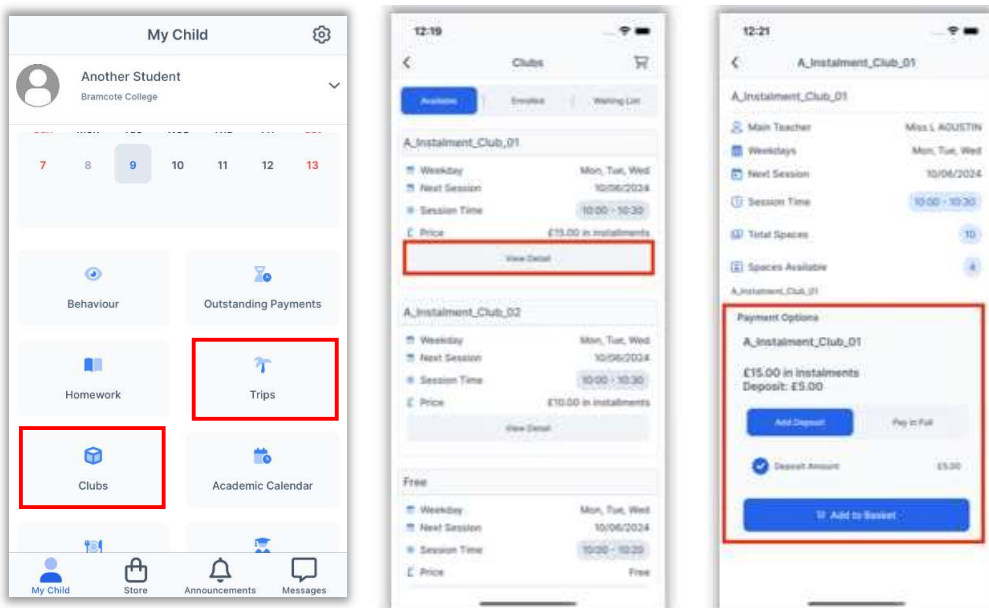 My Child
Another Student
Bramcote College
7 8 9 10 11 12 13
Behaviour
Outstanding Payments
Homework
Trips
Clubs
Academic Calendar
My Child
Store
Announcements
Messages
12:19
Clubs
Available
Enrolled
Waiting List
A_Instalment_Club_01
Weekday Mon, Tue, Wed
Next Session 10/06/2024
Session Time 10:00 - 10:30
£ Price £15.00 in installments
View Detail
A_Instalment_Club_02
Weekday Mon, Tue, Wed
Next Session 10/06/2024
Session Time 10:00 - 10:30
£ Price £10.00 in installments
View Detail
Free
Weekday Mon, Tue, Wed
Next Session 10/06/2024
Session Time 10:00 - 10:20
£ Price Free
12:21
A_Instalment_Club_01
A_Instalment_Club_01
Main Teacher Miss L AGUSTIN
Weekdays Mon, Tue, Wed
Next Session 10/06/2024
Session Time 10:00 - 10:30
Total Spaces 10
Spaces Available 4
A_Instalment_Club_01
Payment Options
A_Instalment_Club_01
£15.00 in instalments
Deposit: £5.00
Add Deposit
Pay in Full
Deposit Amount £5.00
Add to Basket